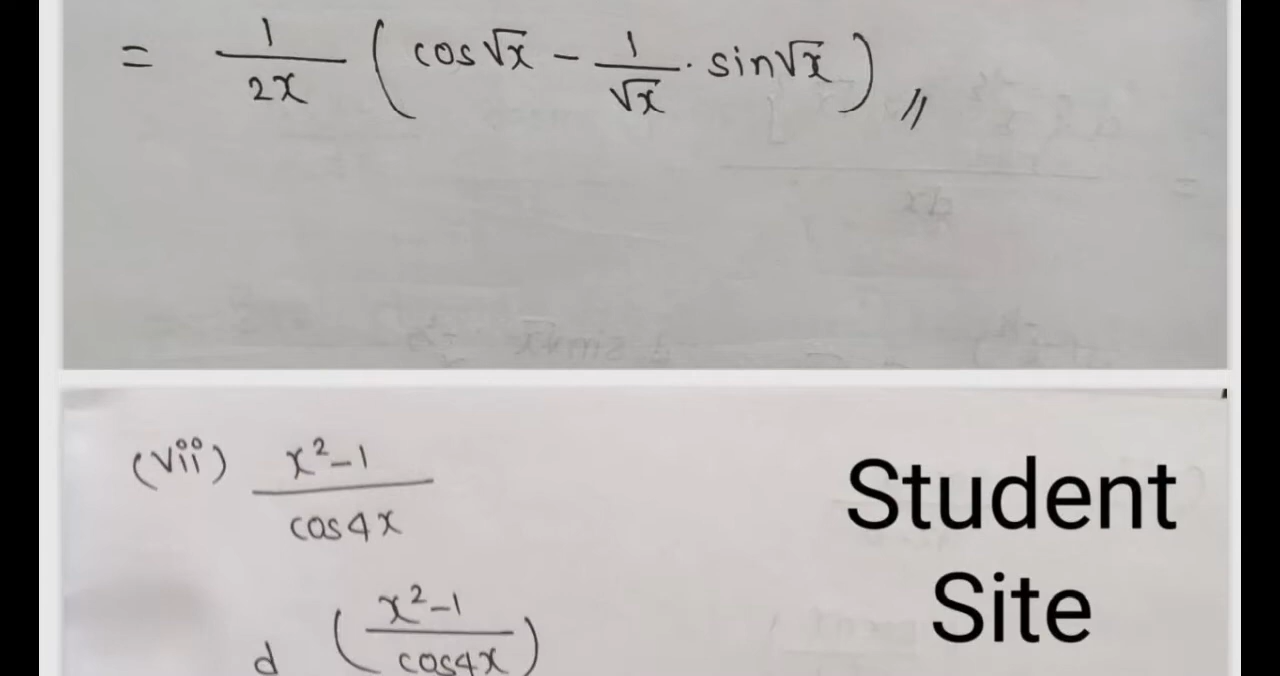 = 1/2x (cos√x - 1/√x . sin√x) //
(vii) x²-1/cos4x
Student
Site
d (x²-1/cos4x)